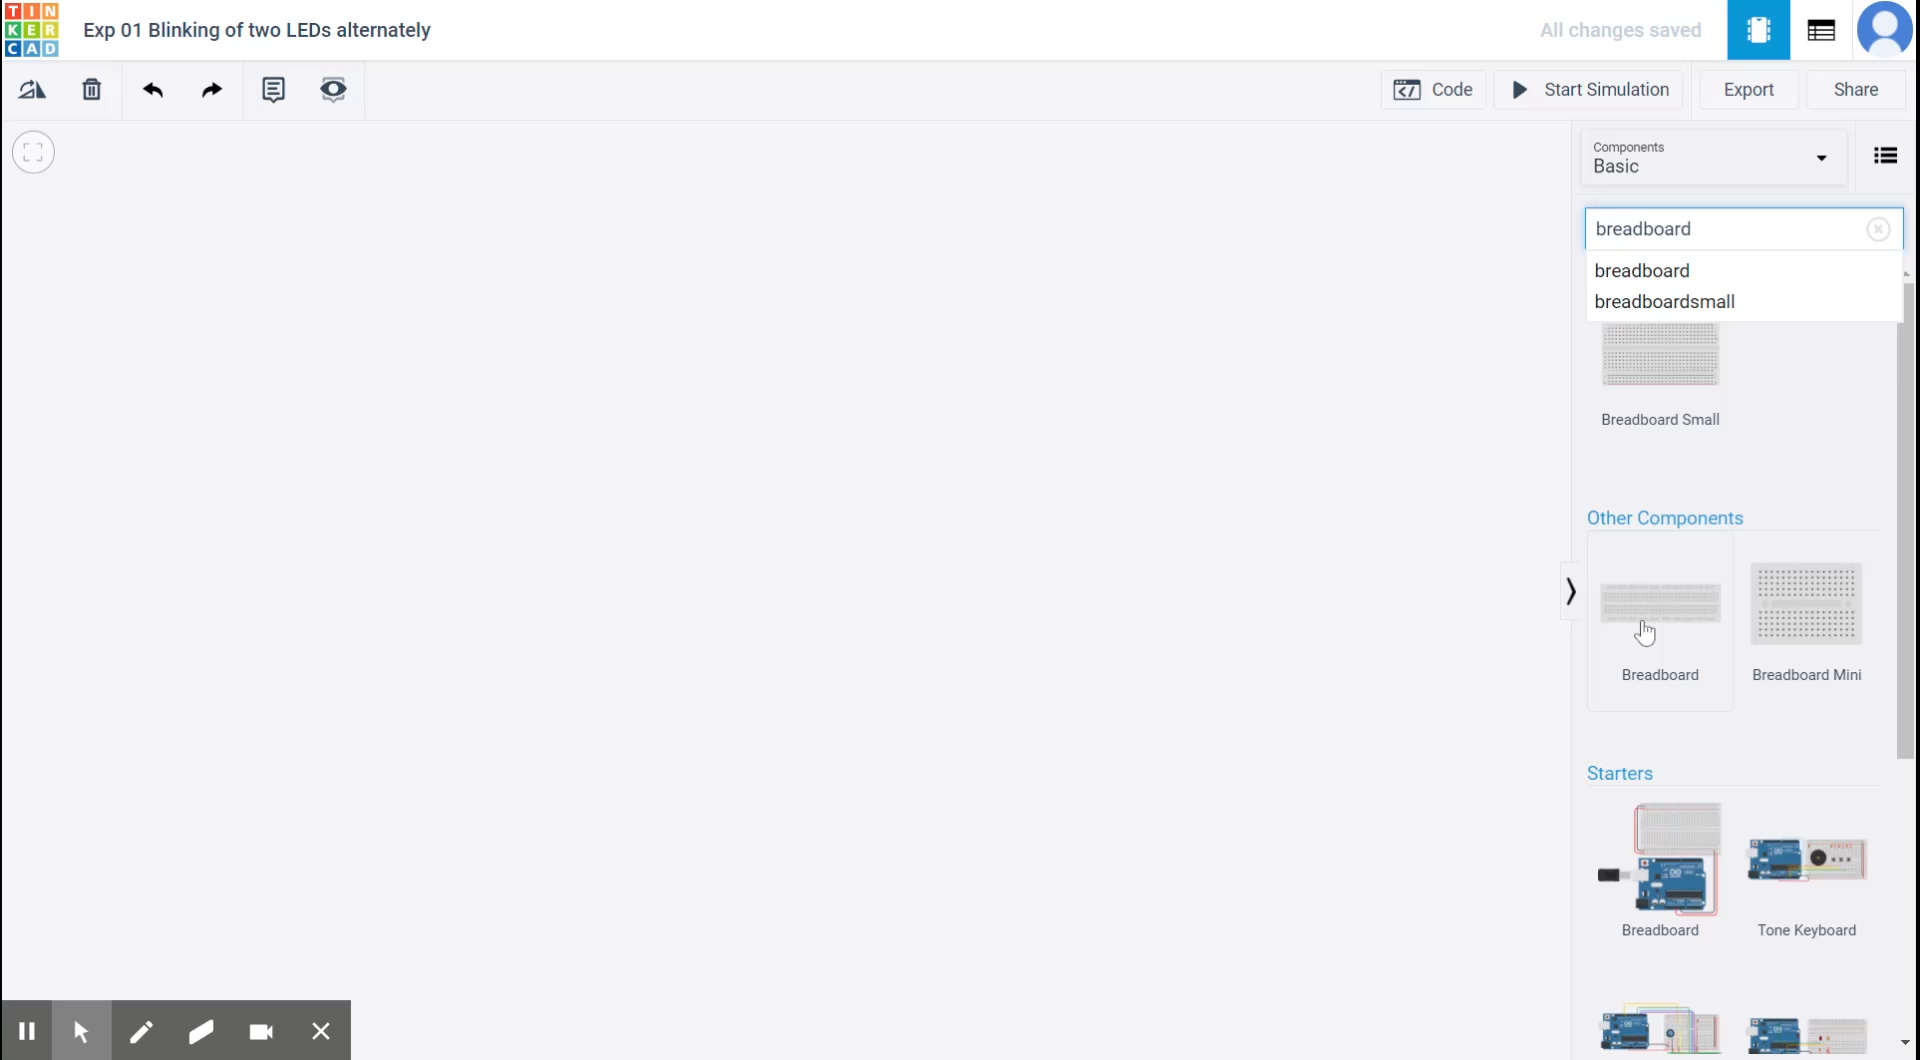 TIN
KER
CAD
Exp 01 Blinking of two LEDs alternately
All changes saved
Code
Start Simulation
Export
Share
Components
Basic
breadboard
breadboard
breadboardsmall
Breadboard Small
Other Components
Breadboard
Breadboard Mini
Starters
Breadboard
Tone Keyboard